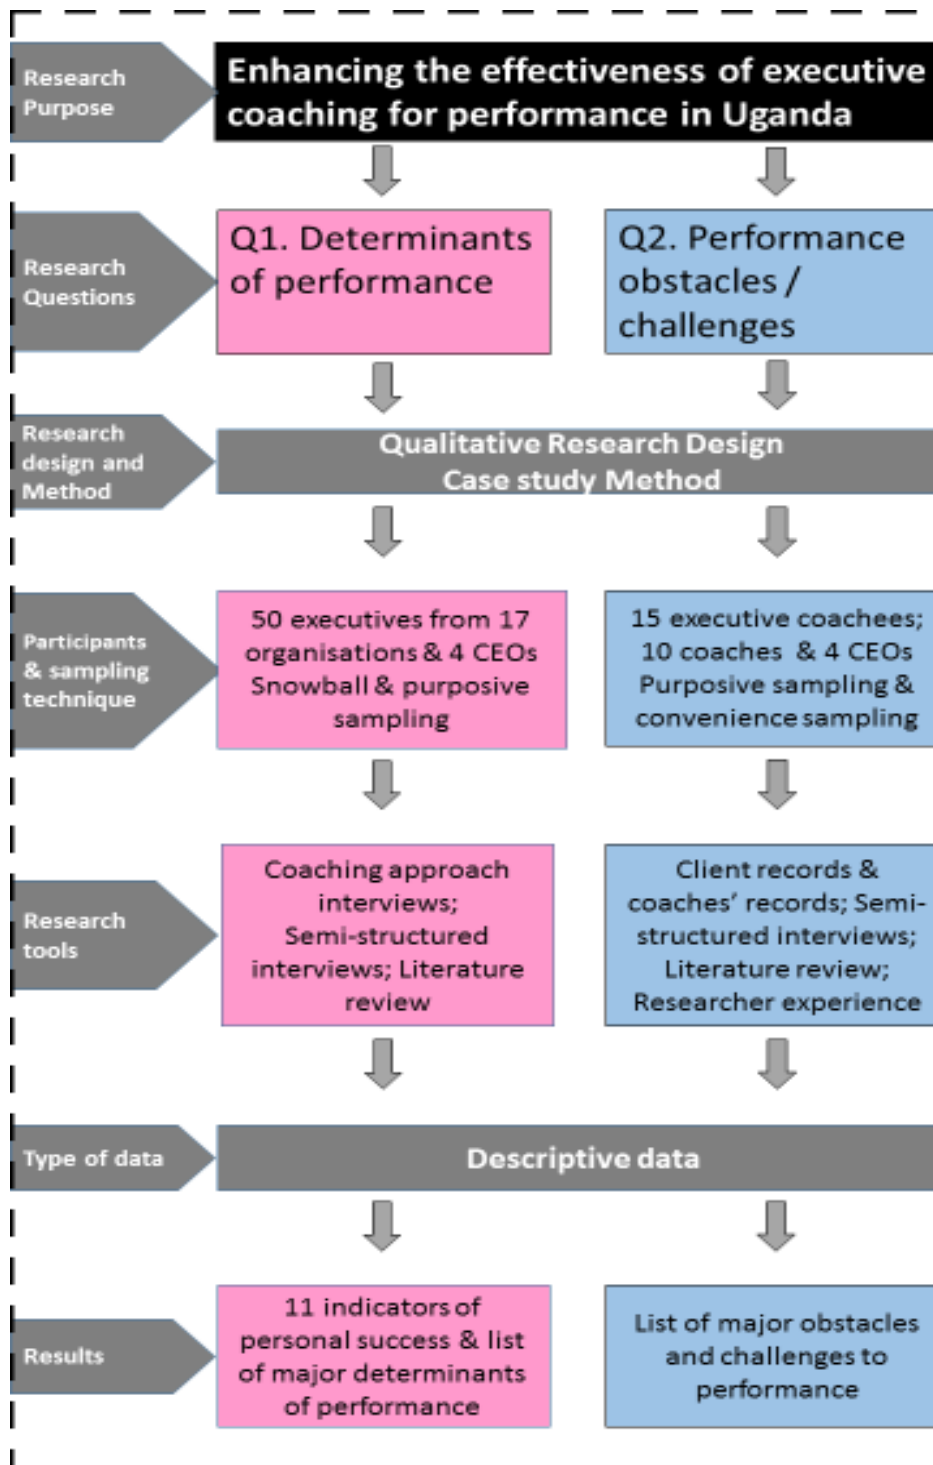 Research
Purpose
Enhancing the effectiveness of executive
coaching for performance in Uganda
Research
Questions
Q1. Determinants
of performance
Q2. Performance
obstacles /
challenges
Research
design and
Method
Qualitative Research Design
Case study Method
Participants
& sampling
technique
50 executives from 17
organisations & 4 CEOs
Snowball & purposive
sampling
15 executive coachees;
10 coaches & 4 CEOs
Purposive sampling &
convenience sampling
Research
tools
Coaching approach
interviews;
Semi-structured
interviews; Literature
review
Client records &
coaches’ records; Semi-
structured interviews;
Literature review;
Researcher experience
Type of data
Descriptive data
Results
11 indicators of
personal success & list
of major determinants
of performance
List of major obstacles
and challenges to
performance